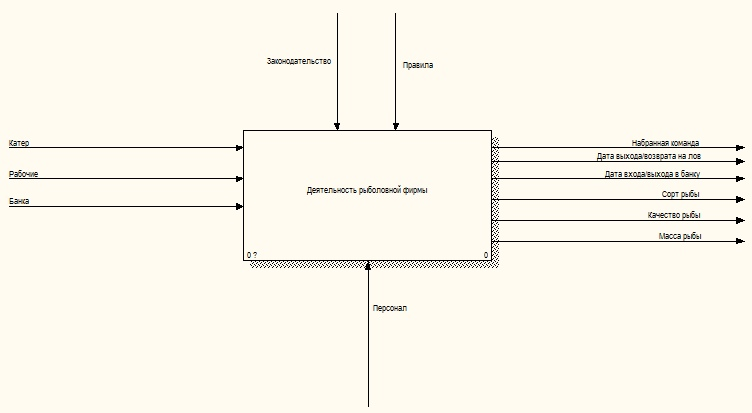 Законодательство
Правила
Катер
Рабочие
Банка
Деятельность рыболовной фирмы
0 ?
0
Набранная команда
Дата выхода/возврата на лов
Дата входа/выхода в банку
Сорт рыбы
Качество рыбы
Масса рыбы
Персонал